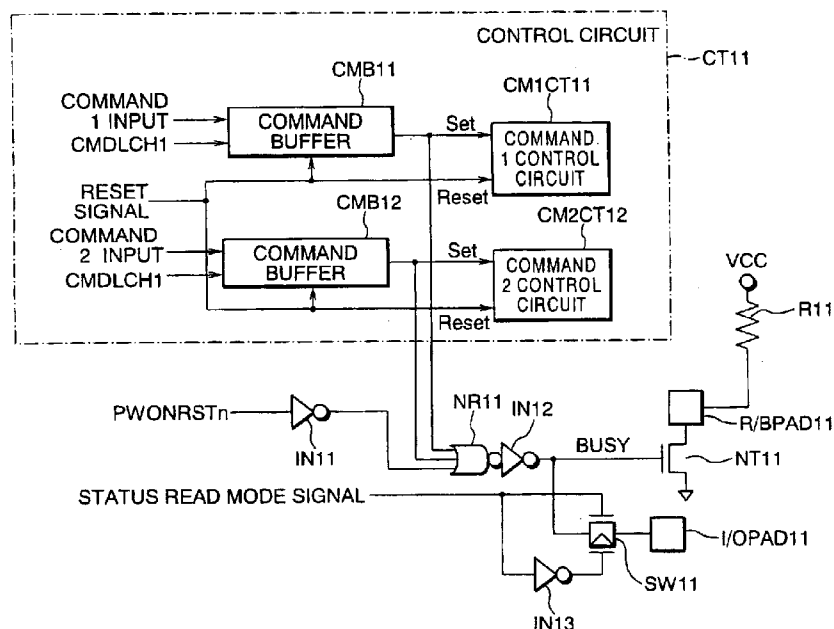 CONTROL CIRCUIT
CT11
CMB11
CM1CT11
COMMAND
1 INPUT
CMDLCH1
COMMAND
BUFFER
Set
COMMAND
1 CONTROL
CIRCUIT
RESET
SIGNAL
Reset
CMB12
CM2CT12
COMMAND
2 INPUT
CMDLCH1
COMMAND
BUFFER
Set
COMMAND
2 CONTROL
CIRCUIT
Reset
VCC
R11
PWONRSTn
IN11
NR11
IN12
BUSY
R/BPAD11
NT11
STATUS READ MODE SIGNAL
I/OPAD11
SW11
IN13